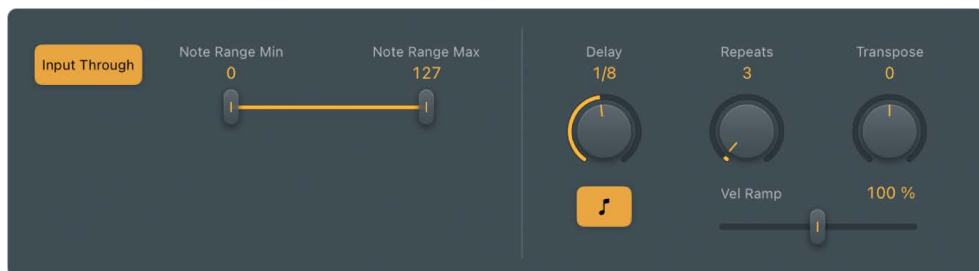 Input Through
Note Range Min
0
Note Range Max
127
Delay
1/8
Repeats
3
Transpose
0
Vel Ramp
100 %